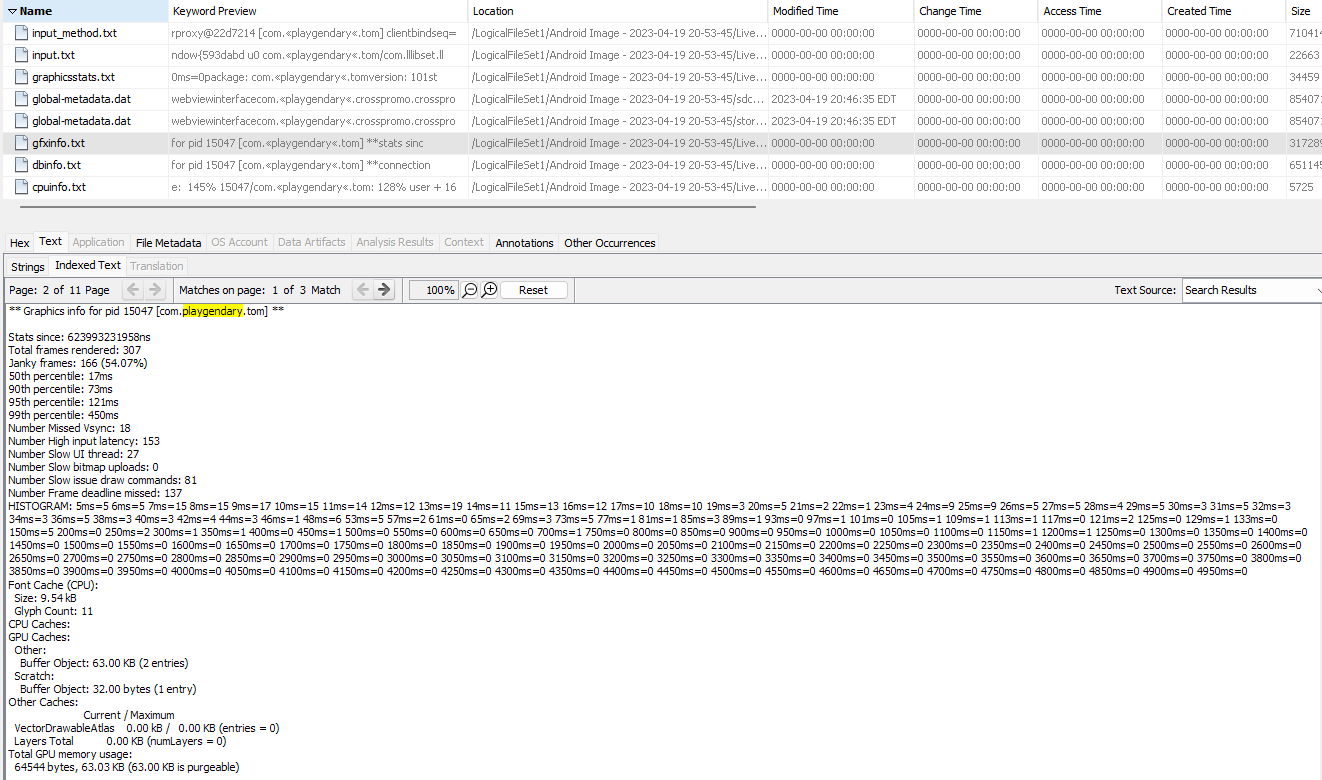 Name Keyword Preview Location Modified Time Change Time Access Time Created Time Size
input_method.txt rproxy@22d7214 [com.«playgendary«.tom] clientbindseq= /LogicalFileSet1/Android Image - 2023-04-19 20-53-45/Live... 0000-00-00 00:00:00 0000-00-00 00:00:00 0000-00-00 00:00:00 0000-00-00 00:00:00 710414
input.txt ndow{593dabd u0 com.«playgendary«.tom/com.lllibset.ll /LogicalFileSet1/Android Image - 2023-04-19 20-53-45/Live... 0000-00-00 00:00:00 0000-00-00 00:00:00 0000-00-00 00:00:00 0000-00-00 00:00:00 22663
graphicsstats.txt 0ms=0package: com.«playgendary«.tomversion: 101st /LogicalFileSet1/Android Image - 2023-04-19 20-53-45/Live... 0000-00-00 00:00:00 0000-00-00 00:00:00 0000-00-00 00:00:00 0000-00-00 00:00:00 34459
global-metadata.dat webviewinterfacecom.«playgendary«.crosspromo.crosspro /LogicalFileSet1/Android Image - 2023-04-19 20-53-45/sdc... 2023-04-19 20:46:35 EDT 0000-00-00 00:00:00 0000-00-00 00:00:00 0000-00-00 00:00:00 854071
global-metadata.dat webviewinterfacecom.«playgendary«.crosspromo.crosspro /LogicalFileSet1/Android Image - 2023-04-19 20-53-45/stor... 2023-04-19 20:46:35 EDT 0000-00-00 00:00:00 0000-00-00 00:00:00 0000-00-00 00:00:00 854071
gfxinfo.txt for pid 15047 [com.«playgendary«.tom] **stats sinc /LogicalFileSet1/Android Image - 2023-04-19 20-53-45/Live... 0000-00-00 00:00:00 0000-00-00 00:00:00 0000-00-00 00:00:00 0000-00-00 00:00:00 317289
dbinfo.txt for pid 15047 [com.«playgendary«.tom] **connection /LogicalFileSet1/Android Image - 2023-04-19 20-53-45/Live... 0000-00-00 00:00:00 0000-00-00 00:00:00 0000-00-00 00:00:00 0000-00-00 00:00:00 651145
cpuinfo.txt e: 145% 15047/com.«playgendary«.tom: 128% user + 16 /LogicalFileSet1/Android Image - 2023-04-19 20-53-45/Live... 0000-00-00 00:00:00 0000-00-00 00:00:00 0000-00-00 00:00:00 0000-00-00 00:00:00 5725
Hex Text Application File Metadata OS Account Data Artifacts Analysis Results Context Annotations Other Occurrences
Strings Indexed Text Translation
Page: 2 of 11 Page Matches on page: 1 of 3 Match 100% Reset Text Source: Search Results
** Graphics info for pid 15047 [com.playgendary.tom] **
Stats since: 623993231958ns
Total frames rendered: 307
Janky frames: 166 (54.07%)
50th percentile: 17ms
90th percentile: 73ms
95th percentile: 121ms
99th percentile: 450ms
Number Missed Vsync: 18
Number High input latency: 153
Number Slow UI thread: 27
Number Slow bitmap uploads: 0
Number Slow issue draw commands: 81
Number Frame deadline missed: 137
HISTOGRAM: 5ms=5 6ms=5 7ms=15 8ms=15 9ms=17 10ms=15 11ms=14 12ms=12 13ms=19 14ms=11 15ms=13 16ms=12 17ms=10 18ms=10 19ms=3 20ms=5 21ms=2 22ms=1 23ms=4 24ms=9 25ms=9 26ms=5 27ms=5 28ms=4 29ms=5 30ms=3 31ms=5 32ms=3
34ms=3 36ms=5 38ms=3 40ms=3 42ms=4 44ms=3 46ms=1 48ms=6 53ms=5 57ms=2 61ms=0 65ms=2 69ms=3 73ms=5 77ms=1 81ms=1 85ms=3 89ms=1 93ms=0 97ms=1 101ms=0 105ms=1 109ms=1 113ms=1 117ms=0 121ms=2 125ms=0 129ms=1 133ms=0
150ms=5 200ms=0 250ms=2 300ms=1 350ms=1 400ms=0 450ms=1 500ms=0 550ms=0 600ms=0 650ms=0 700ms=1 750ms=0 800ms=0 850ms=0 900ms=0 950ms=0 1000ms=0 1050ms=0 1100ms=0 1150ms=1 1200ms=1 1250ms=0 1300ms=0 1350ms=0 1400ms=0
1450ms=0 1500ms=0 1550ms=0 1600ms=0 1650ms=0 1700ms=0 1750ms=0 1800ms=0 1850ms=0 1900ms=0 1950ms=0 2000ms=0 2050ms=0 2100ms=0 2150ms=0 2200ms=0 2250ms=0 2300ms=0 2350ms=0 2400ms=0 2450ms=0 2500ms=0 2550ms=0 2600ms=0
2650ms=0 2700ms=0 2750ms=0 2800ms=0 2850ms=0 2900ms=0 2950ms=0 3000ms=0 3050ms=0 3100ms=0 3150ms=0 3200ms=0 3250ms=0 3300ms=0 3350ms=0 3400ms=0 3450ms=0 3500ms=0 3550ms=0 3600ms=0 3650ms=0 3700ms=0 3750ms=0 3800ms=0
3850ms=0 3900ms=0 3950ms=0 4000ms=0 4050ms=0 4100ms=0 4150ms=0 4200ms=0 4250ms=0 4300ms=0 4350ms=0 4400ms=0 4450ms=0 4500ms=0 4550ms=0 4600ms=0 4650ms=0 4700ms=0 4750ms=0 4800ms=0 4850ms=0 4900ms=0 4950ms=0
Font Cache (CPU):
Size: 9.54 kB
Glyph Count: 11
CPU Caches:
GPU Caches:
Other:
Buffer Object: 63.00 KB (2 entries)
Scratch:
Buffer Object: 32.00 bytes (1 entry)
Other Caches:
Current / Maximum
VectorDrawableAtlas 0.00 kB / 0.00 KB (entries = 0)
Layers Total 0.00 KB (numLayers = 0)
Total GPU memory usage:
64544 bytes, 63.03 KB (63.00 KB is purgeable)